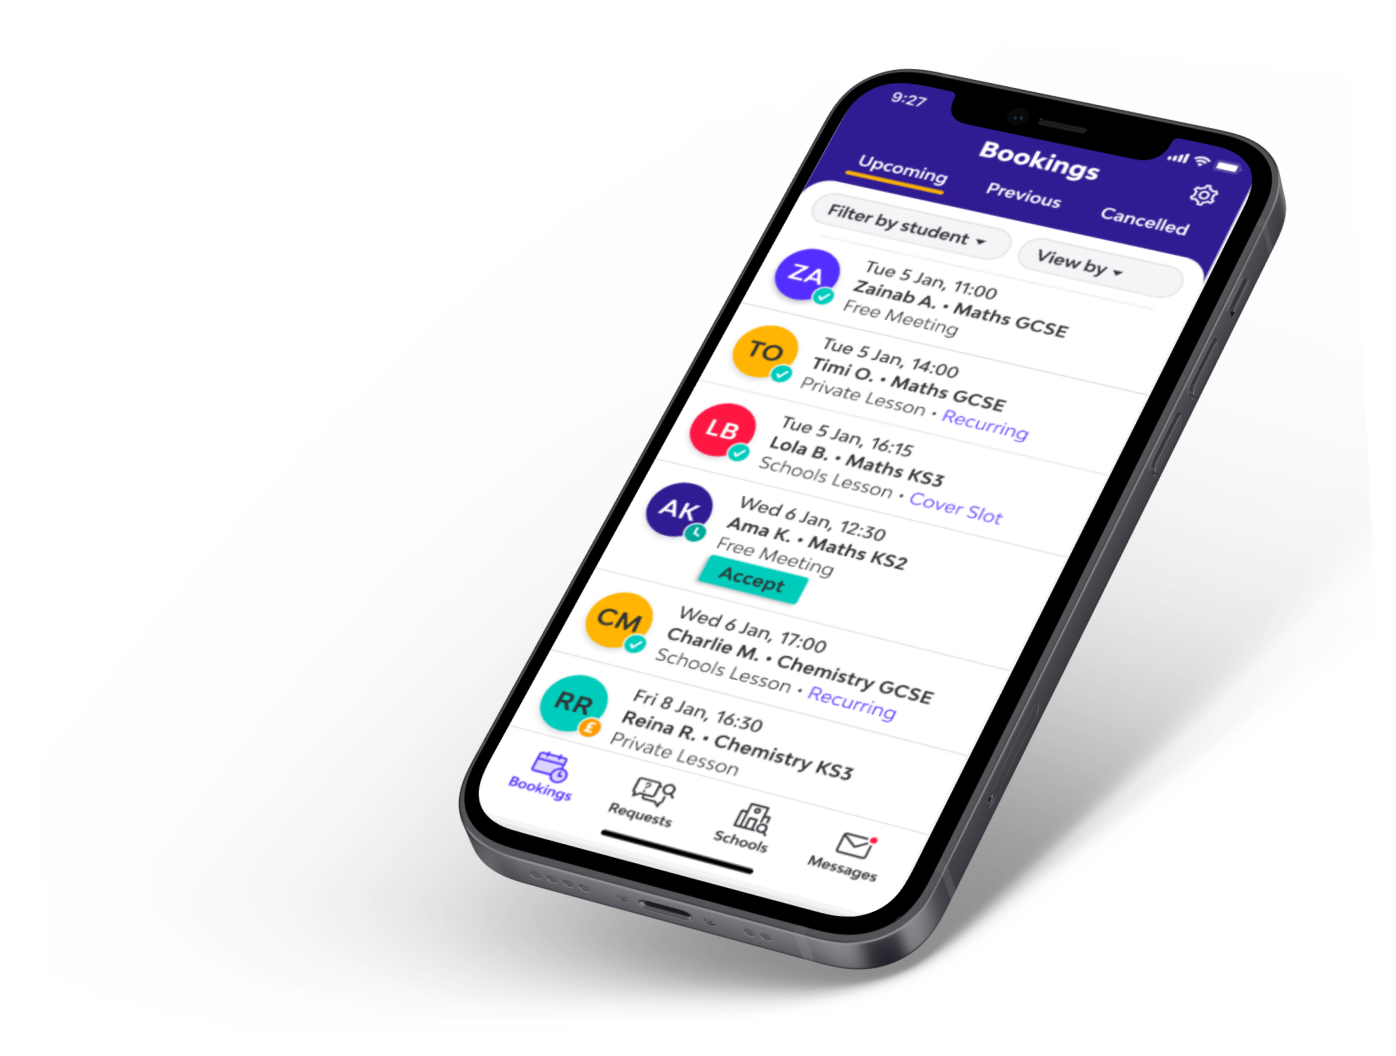 9:27
Bookings
Upcoming
Previous
Cancelled
Filter by student
View by
ZA
Tue 5 Jan, 11:00
Zainab A. • Maths GCSE
Free Meeting
TO
Tue 5 Jan, 14:00
Timi O. • Maths GCSE
Private Lesson • Recurring
LB
Tue 5 Jan, 16:15
Lola B. • Maths KS3
Schools Lesson • Cover Slot
AK
Wed 6 Jan, 12:30
Ama K. • Maths KS2
Free Meeting
Accept
CM
Wed 6 Jan, 17:00
Charlie M. • Chemistry GCSE
Schools Lesson • Recurring
RR
£
Fri 8 Jan, 16:30
Reina R. • Chemistry KS3
Private Lesson
Bookings
Requests
Schools
Messages